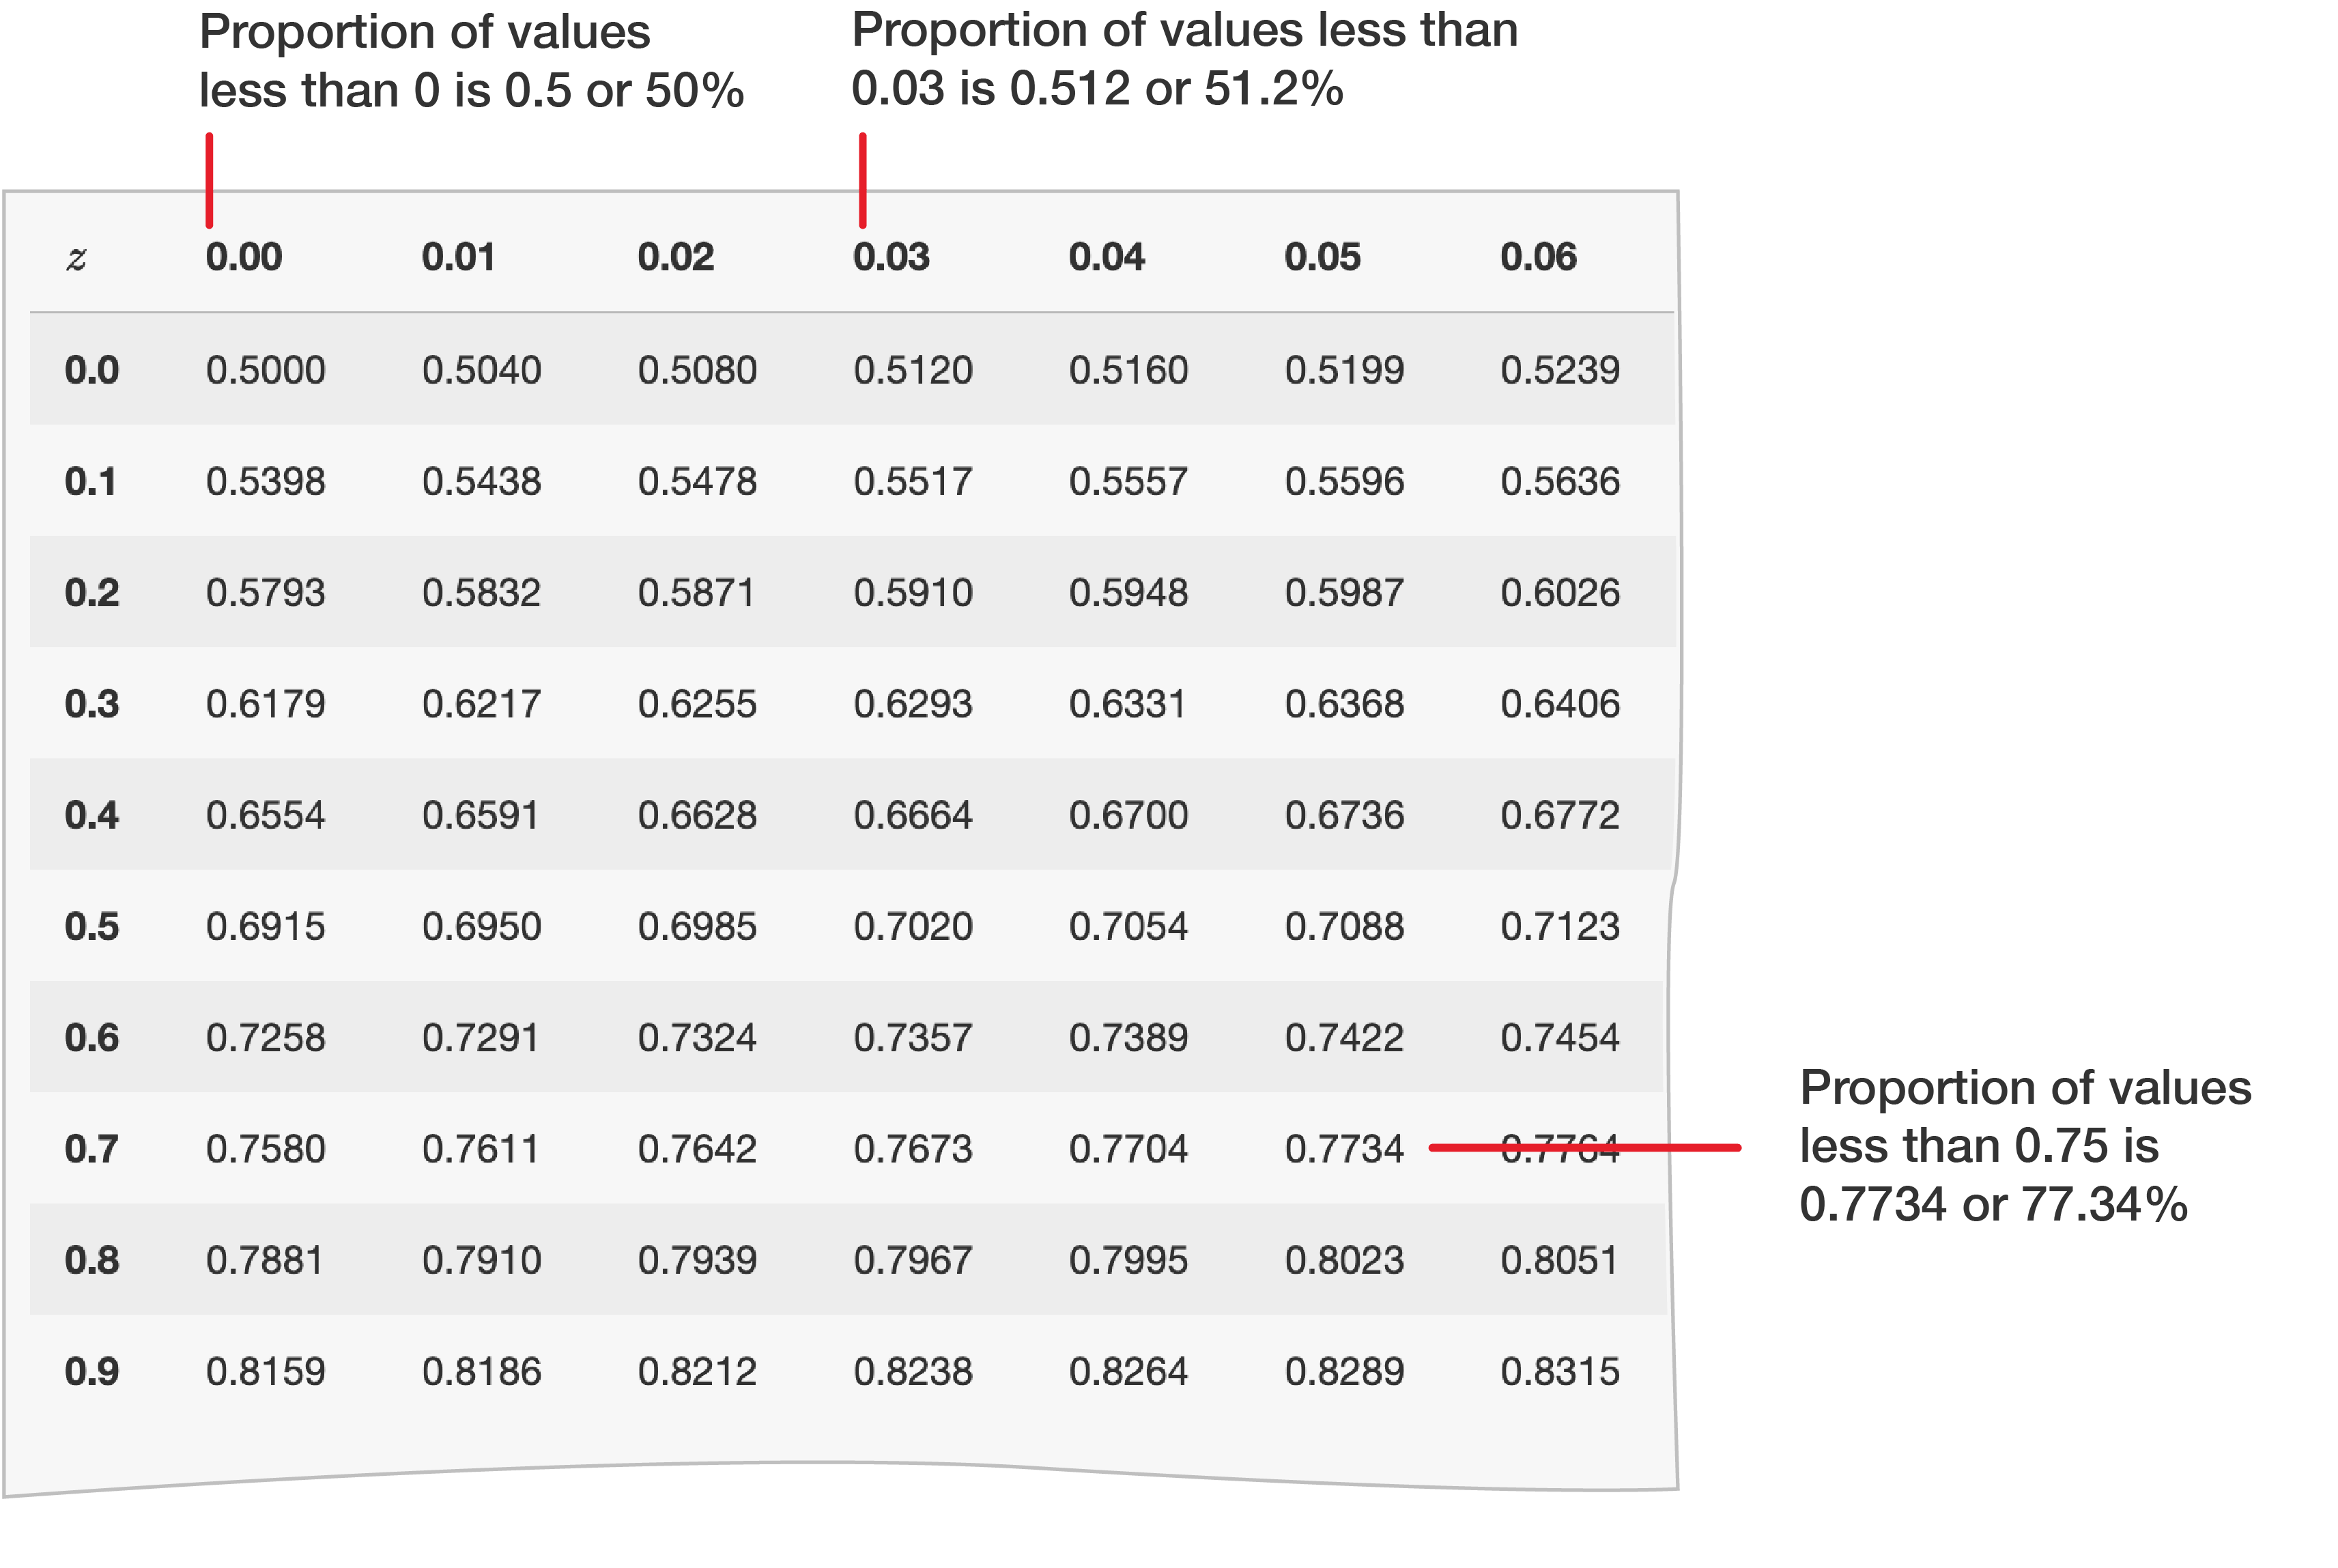 Proportion of values
less than 0 is 0.5 or 50%
Proportion of values less than
0.03 is 0.512 or 51.2%
z 0.00 0.01 0.02 0.03 0.04 0.05 0.06
0.0 0.5000 0.5040 0.5080 0.5120 0.5160 0.5199 0.5239
0.1 0.5398 0.5438 0.5478 0.5517 0.5557 0.5596 0.5636
0.2 0.5793 0.5832 0.5871 0.5910 0.5948 0.5987 0.6026
0.3 0.6179 0.6217 0.6255 0.6293 0.6331 0.6368 0.6406
0.4 0.6554 0.6591 0.6628 0.6664 0.6700 0.6736 0.6772
0.5 0.6915 0.6950 0.6985 0.7020 0.7054 0.7088 0.7123
0.6 0.7258 0.7291 0.7324 0.7357 0.7389 0.7422 0.7454
0.7 0.7580 0.7611 0.7642 0.7673 0.7704 0.7734 0.7764
0.8 0.7881 0.7910 0.7939 0.7967 0.7995 0.8023 0.8051
0.9 0.8159 0.8186 0.8212 0.8238 0.8264 0.8289 0.8315
Proportion of values
less than 0.75 is
0.7734 or 77.34%